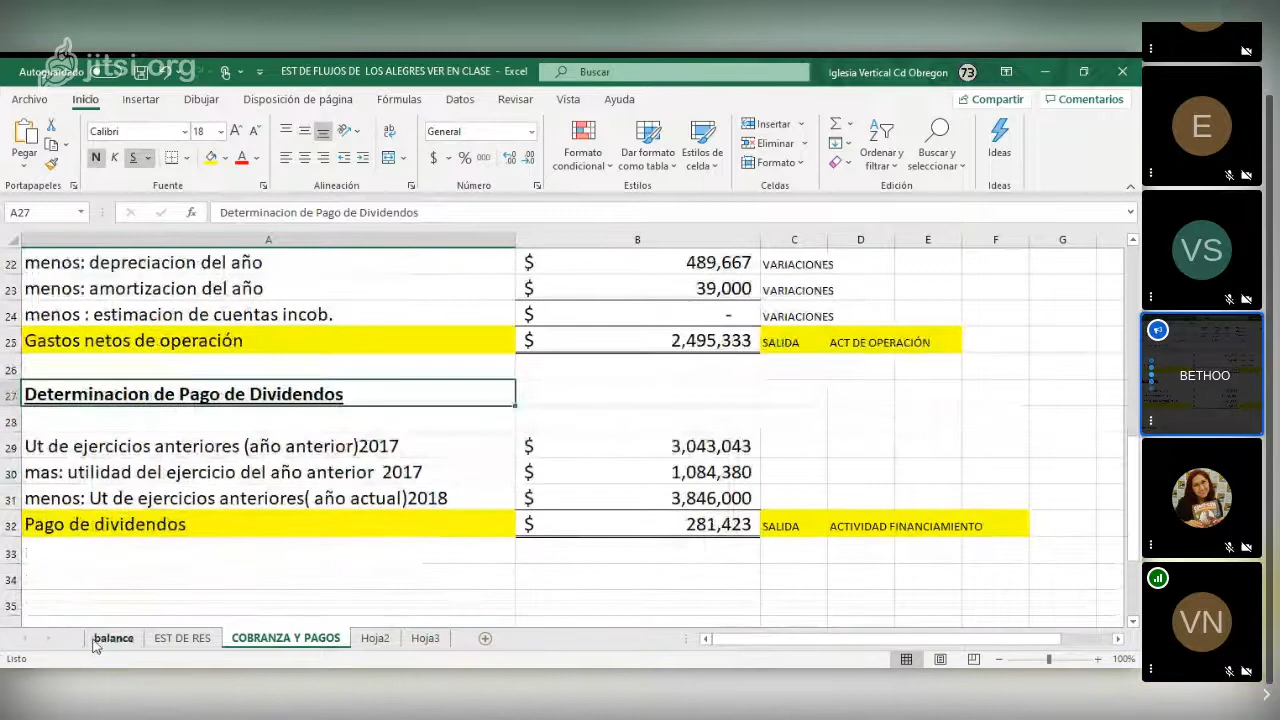 jitsi.org
Autoguardado
EST DE FLUJOS DE LOS ALEGRES VER EN CLASE - Excel
Buscar
Iglesia Vertical Cd Obregon
73
Archivo Inicio Insertar Dibujar Disposición de página Fórmulas Datos Revisar Vista Ayuda
Compartir Comentarios
Pegar
Calibri 18
N K S
General
$ % 000
Formato condicional
Dar formato como tabla
Estilos de celda
Insertar
Eliminar
Formato
Ordenar y filtrar
Buscar y seleccionar
Ideas
Portapapeles Fuente Alineación Número Estilos Celdas Edición Ideas
A27
fx
Determinacion de Pago de Dividendos
A B C D E F G
22 menos: depreciacion del año $ 489,667 VARIACIONES
23 menos: amortizacion del año $ 39,000 VARIACIONES
24 menos : estimacion de cuentas incob. $ - VARIACIONES
25 Gastos netos de operación $ 2,495,333 SALIDA ACT DE OPERACIÓN
26
27 Determinacion de Pago de Dividendos
28
29 Ut de ejercicios anteriores (año anterior)2017 $ 3,043,043
30 mas: utilidad del ejercicio del año anterior 2017 $ 1,084,380
31 menos: Ut de ejercicios anteriores( año actual)2018 $ 3,846,000
32 Pago de dividendos $ 281,423 SALIDA ACTIVIDAD FINANCIAMIENTO
33
34
35
balance EST DE RES COBRANZA Y PAGOS Hoja2 Hoja3
Listo
100%
E
VS
BETHOO
VN